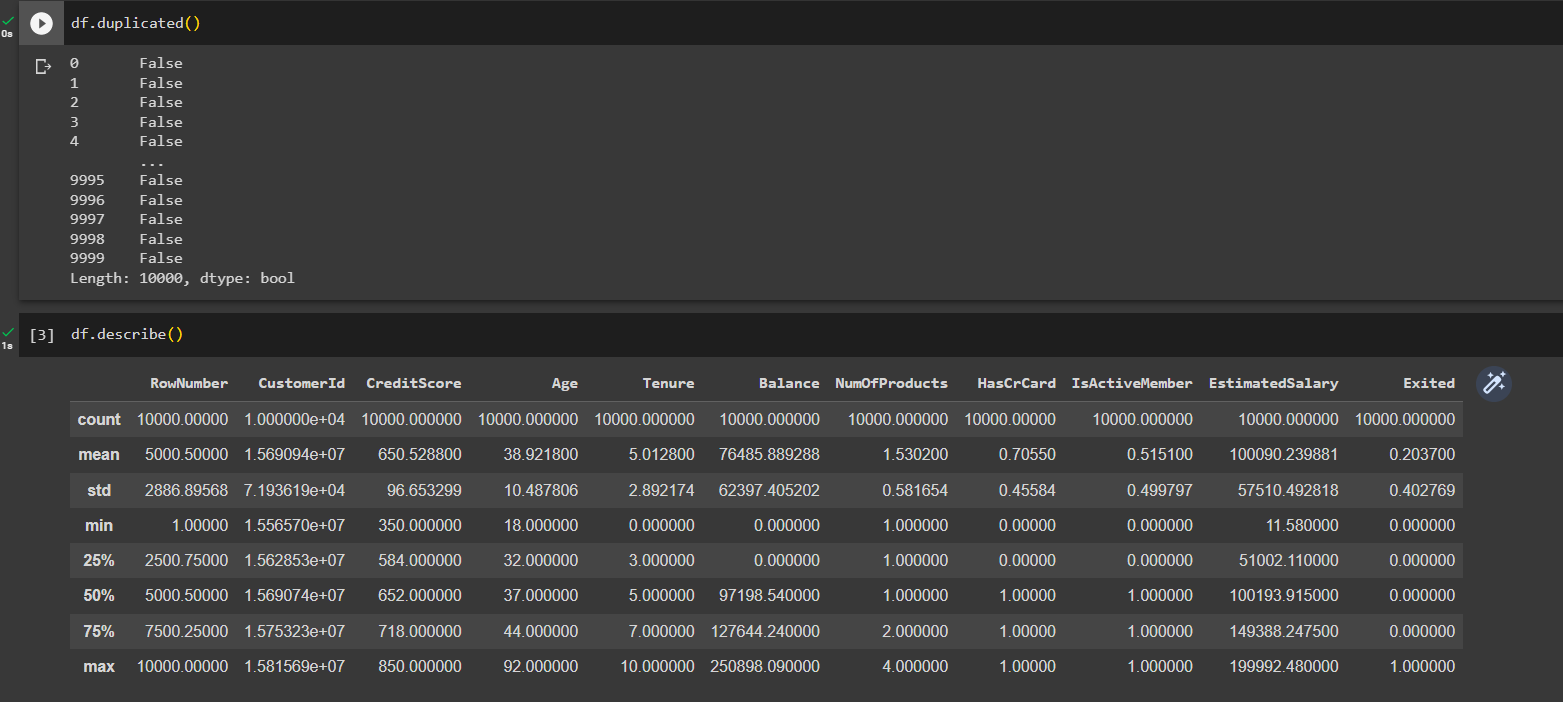 df.duplicated()
0s
0 False
1 False
2 False
3 False
4 False
...
9995 False
9996 False
9997 False
9998 False
9999 False
Length: 10000, dtype: bool
[3] df.describe()
1s
RowNumber CustomerId CreditScore Age Tenure Balance NumOfProducts HasCrCard IsActiveMember EstimatedSalary Exited
count 10000.00000 1.000000e+04 10000.000000 10000.000000 10000.000000 10000.000000 10000.000000 10000.00000 10000.000000 10000.000000 10000.000000
mean 5000.50000 1.569094e+07 650.528800 38.921800 5.012800 76485.889288 1.530200 0.70550 0.515100 100090.239881 0.203700
std 2886.89568 7.193619e+04 96.653299 10.487806 2.892174 62397.405202 0.581654 0.45584 0.499797 57510.492818 0.402769
min 1.00000 1.556570e+07 350.000000 18.000000 0.000000 0.000000 1.000000 0.00000 0.000000 11.580000 0.000000
25% 2500.75000 1.562853e+07 584.000000 32.000000 3.000000 0.000000 1.000000 0.00000 0.000000 51002.110000 0.000000
50% 5000.50000 1.569074e+07 652.000000 37.000000 5.000000 97198.540000 1.000000 1.00000 1.000000 100193.915000 0.000000
75% 7500.25000 1.575323e+07 718.000000 44.000000 7.000000 127644.240000 2.000000 1.00000 1.000000 149388.247500 0.000000
max 10000.00000 1.581569e+07 850.000000 92.000000 10.000000 250898.090000 4.000000 1.00000 1.000000 199992.480000 1.000000